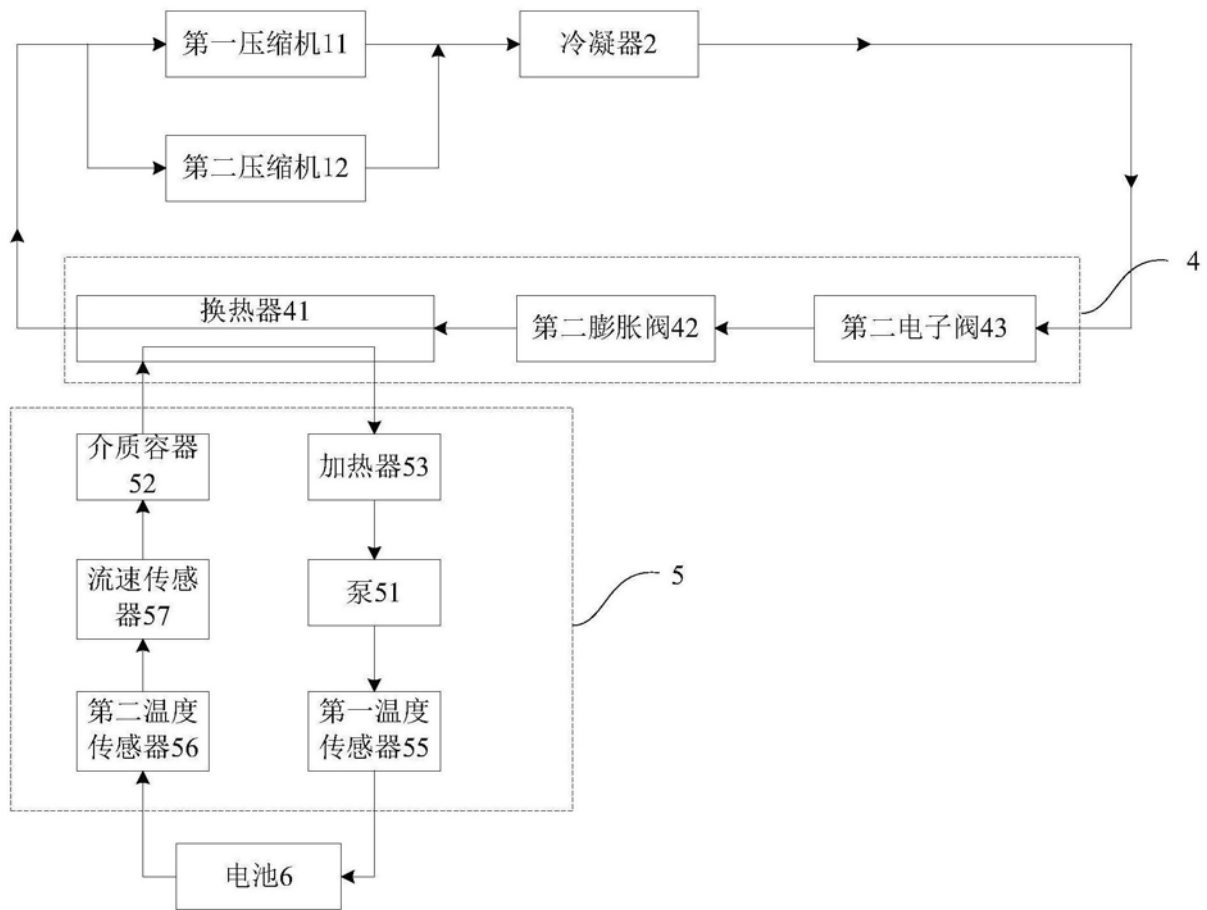 第一压缩机11
冷凝器2
第二压缩机12
4
换热器41
第二膨胀阀42
第二电子阀43
介质容器
52
加热器53
流速传感
器57
泵51
5
第二温度
传感器56
第一温度
传感器55
电池6